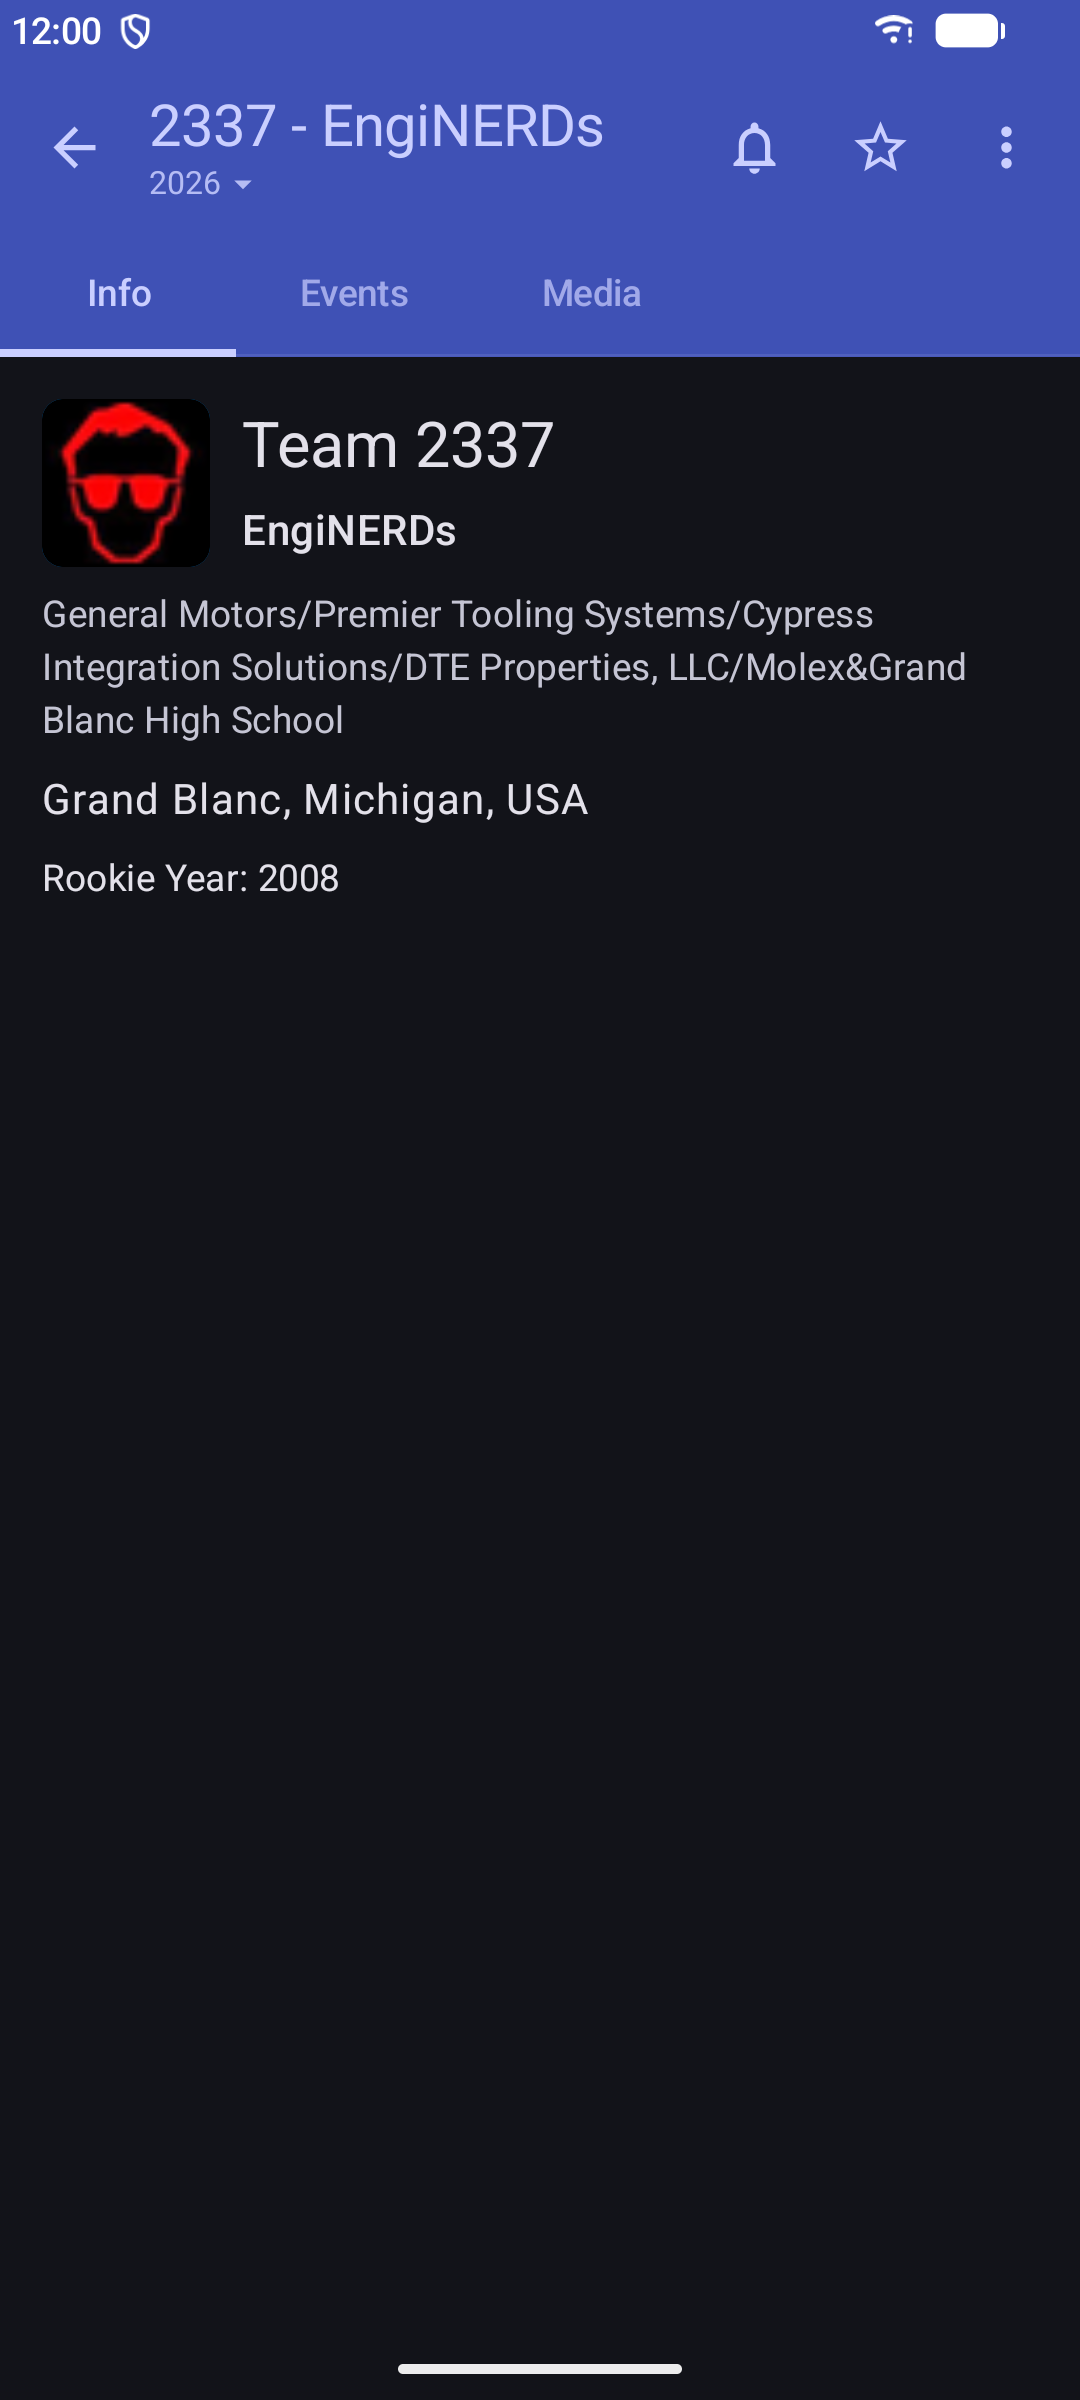 12:00
2337 - EngiNERDs
2026
Info
Events
Media
Team 2337
EngiNERDs
General Motors/Premier Tooling Systems/Cypress
Integration Solutions/DTE Properties, LLC/Molex&Grand
Blanc High School
Grand Blanc, Michigan, USA
Rookie Year: 2008